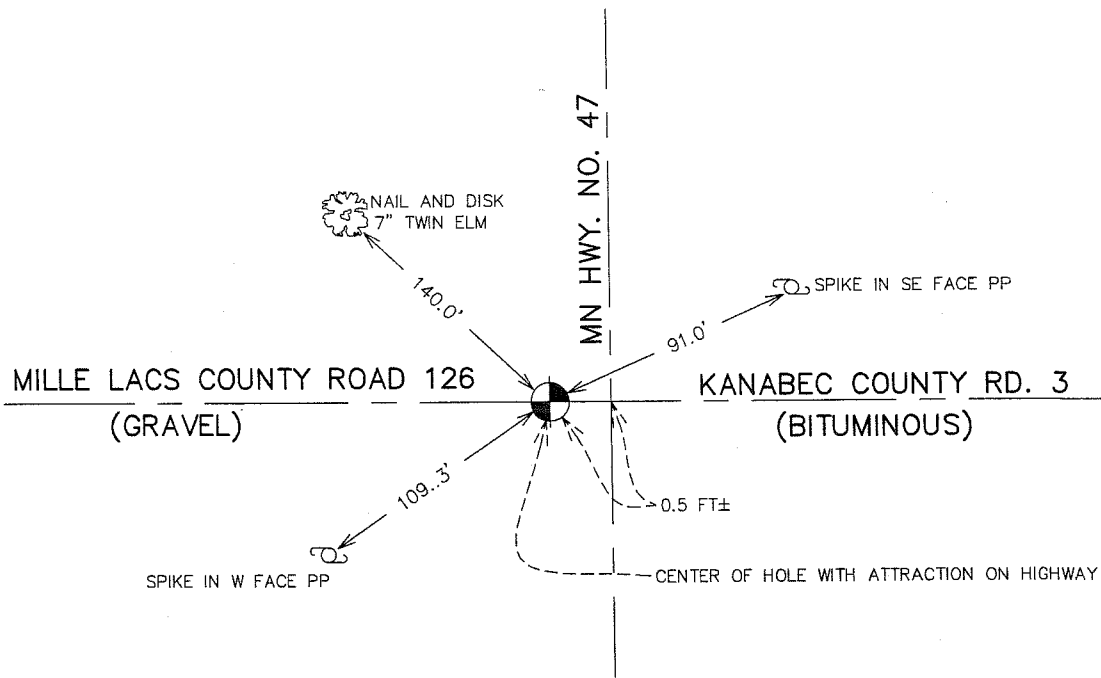 MN HWY. NO. 47
NAIL AND DISK
7" TWIN ELM
140.0'
SPIKE IN SE FACE PP
91.0'
MILLE LACS COUNTY ROAD 126
(GRAVEL)
KANABEC COUNTY RD. 3
(BITUMINOUS)
109..3'
0.5 FT±
SPIKE IN W FACE PP
CENTER OF HOLE WITH ATTRACTION ON HIGHWAY